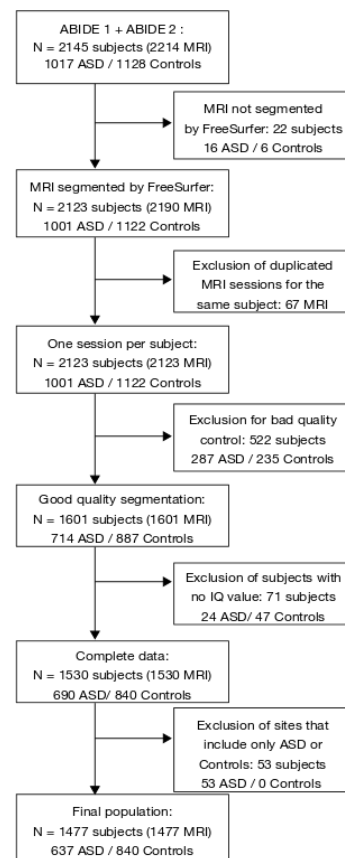 ABIDE 1 + ABIDE 2 :
N = 2145 subjects (2214 MRI)
1017 ASD / 1128 Controls
MRI not segmented
by FreeSurfer: 22 subjects
16 ASD / 6 Controls
MRI segmented by FreeSurfer:
N = 2123 subjects (2190 MRI)
1001 ASD / 1122 Controls
Exclusion of duplicated
MRI sessions for the
same subject: 67 MRI
One session per subject:
N = 2123 subjects (2123 MRI)
1001 ASD / 1122 Controls
Exclusion for bad quality
control: 522 subjects
287 ASD / 235 Controls
Good quality segmentation:
N = 1601 subjects (1601 MRI)
714 ASD / 887 Controls
Exclusion of subjects with
no IQ value: 71 subjects
24 ASD/ 47 Controls
Complete data:
N = 1530 subjects (1530 MRI)
690 ASD/ 840 Controls
Exclusion of sites that
include only ASD or
Controls: 53 subjects
53 ASD / 0 Controls
Final population:
N = 1477 subjects (1477 MRI)
637 ASD / 840 Controls